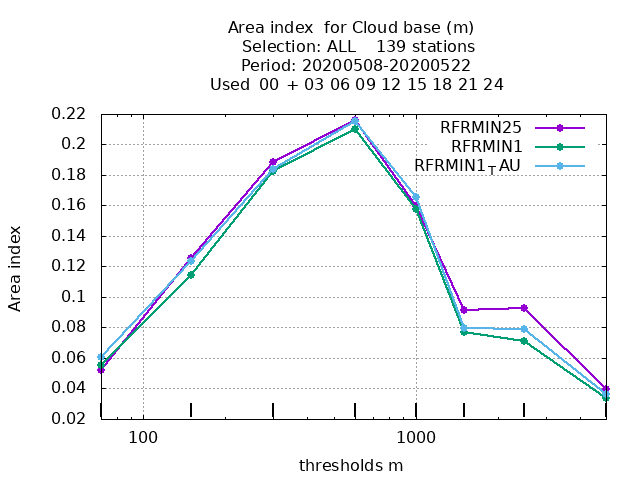 Area index  for Cloud base (m)
Selection: ALL    139 stations
Period: 20200508-20200522
Used  00 + 03 06 09 12 15 18 21 24
RFRMIN25
RFRMIN1
RFRMIN1TAU
0.22
0.2
0.18
0.16
0.14
0.12
0.1
0.08
0.06
0.04
0.02
Area index
100
1000
thresholds m